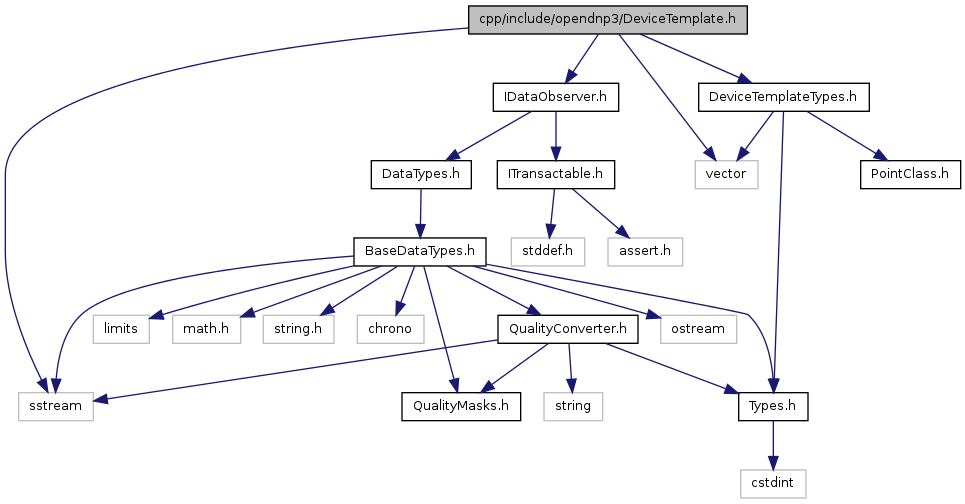 cpp/include/opendnp3/DeviceTemplate.h
IDataObserver.h
DeviceTemplateTypes.h
DataTypes.h
ITransactable.h
vector
PointClass.h
BaseDataTypes.h
stddef.h
assert.h
limits
math.h
string.h
chrono
QualityConverter.h
ostream
sstream
QualityMasks.h
string
Types.h
cstdint